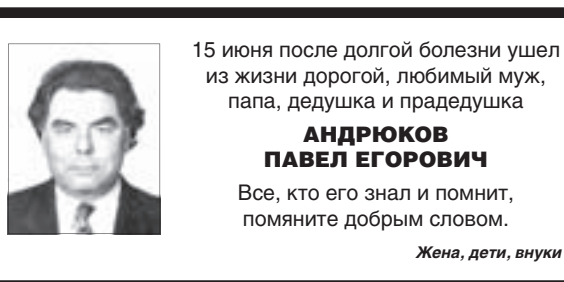 15 июня после долгой болезни ушел
из жизни дорогой, любимый муж,
папа, дедушка и прадедушка
АНДРЮКОВ
ПАВЕЛ ЕГОРОВИЧ
Все, кто его знал и помнит,
помяните добрым словом.
Жена, дети, внуки